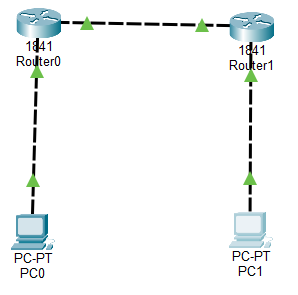 1841
Router0
1841
Router1
PC-PT
PC0
PC-PT
PC1